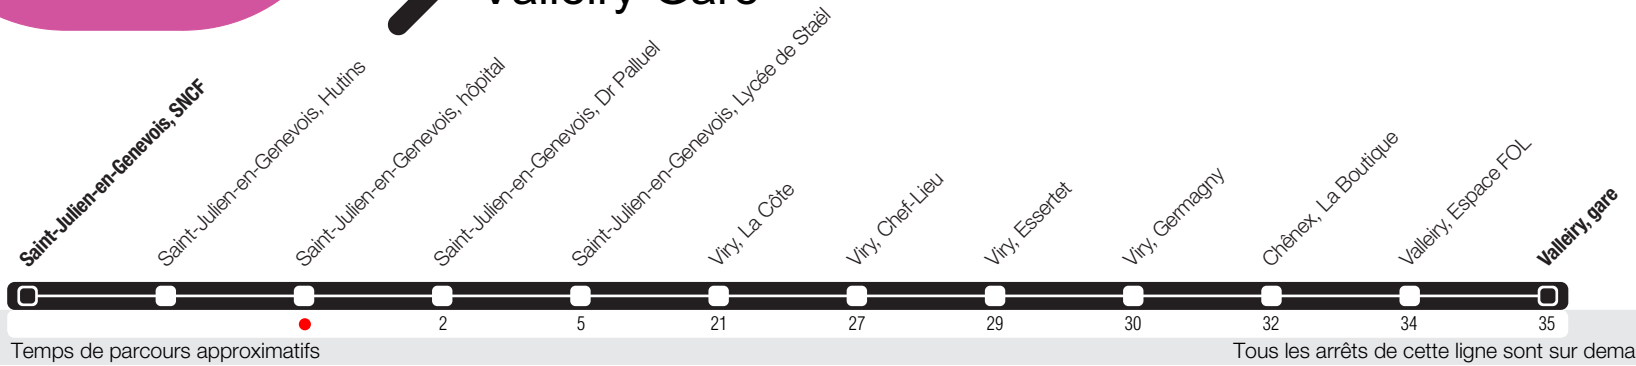 Valleiry Gare
Saint-Julien-en-Genevois, SNCF
Saint-Julien-en-Genevois, Hutins
Saint-Julien-en-Genevois, hôpital
Saint-Julien-en-Genevois, Dr Palluel
Saint-Julien-en-Genevois, Lycée de Staël
Viry, La Côte
Viry, Chef-Lieu
Viry, Essertet
Viry, Germagny
Chênex, La Boutique
Valleiry, Espace FOL
Valleiry, gare
2 5 21 27 29 30 32 34 35
Temps de parcours approximatifs
Tous les arrêts de cette ligne sont sur dema